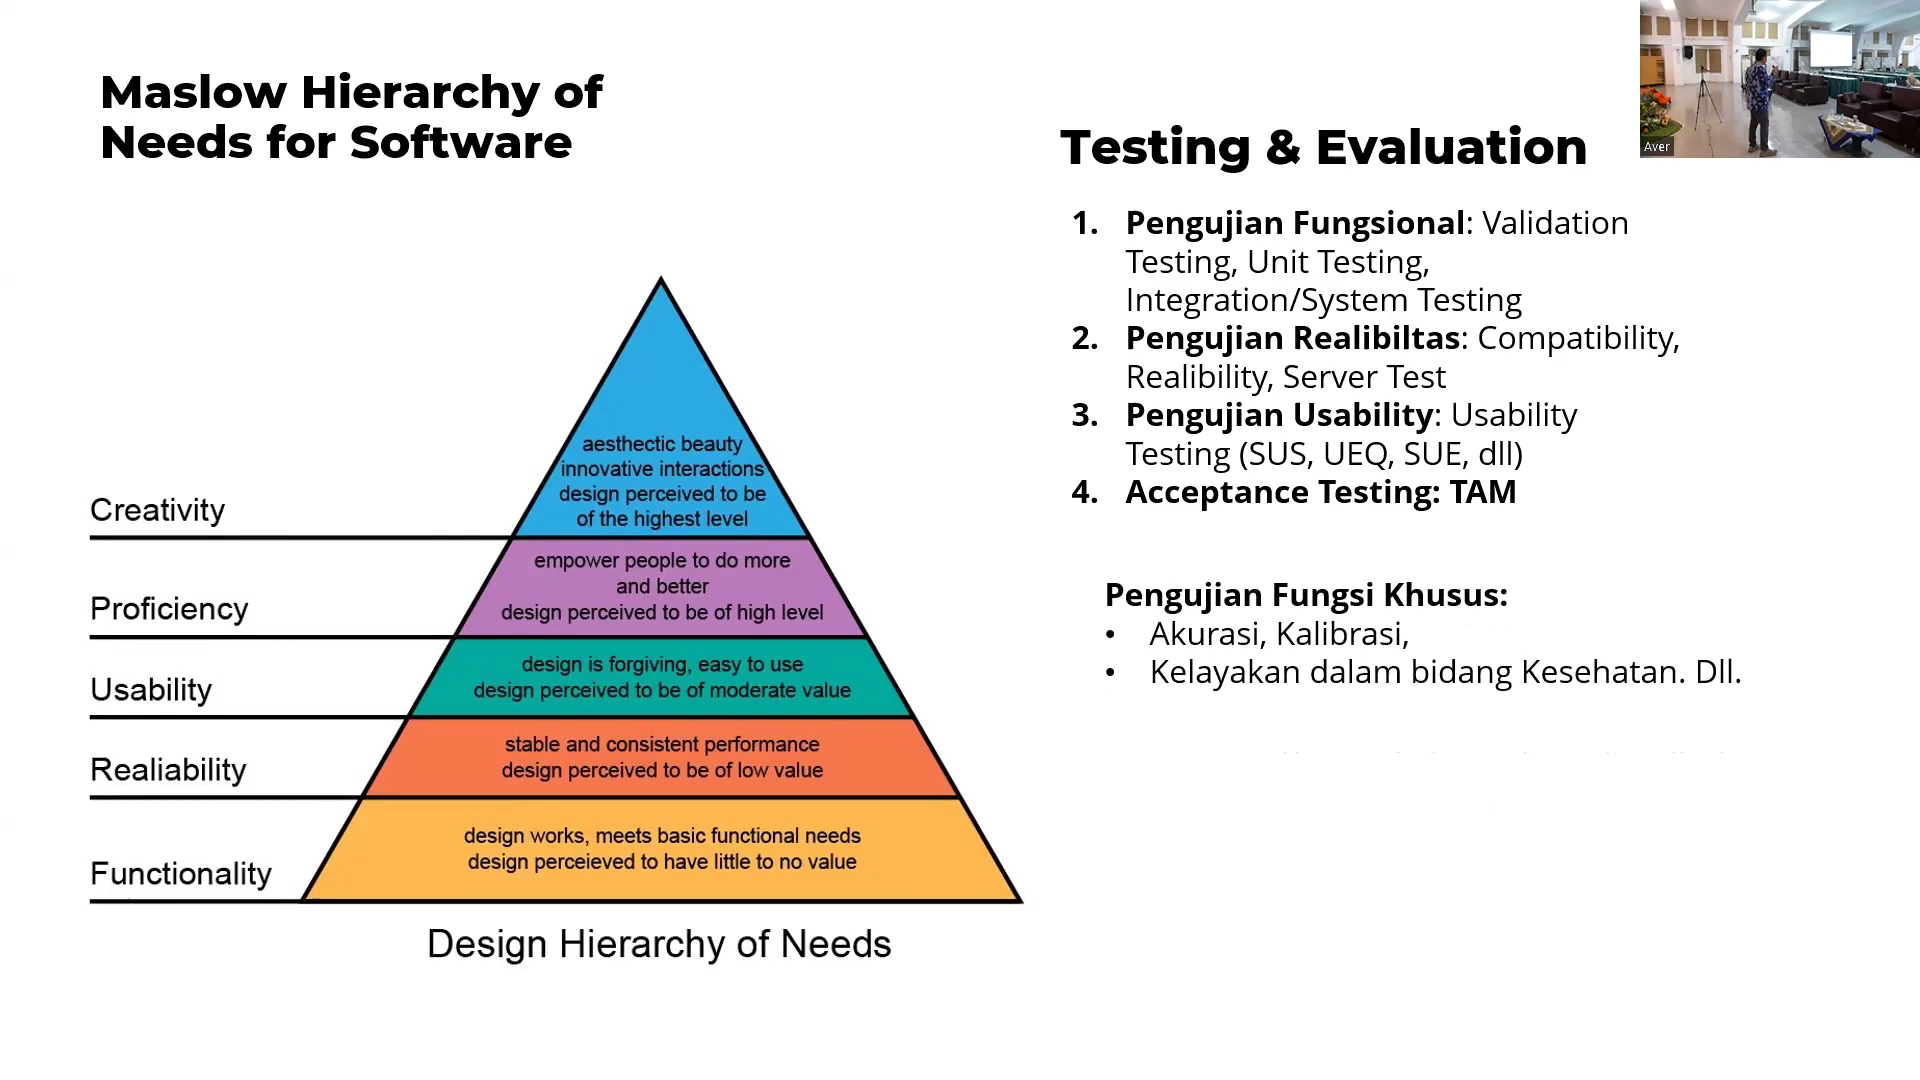 Maslow Hierarchy of
Needs for Software
aesthectic beauty
innovative interactions
design perceived to be
of the highest level
Creativity
empower people to do more
and better
design perceived to be of high level
Proficiency
design is forgiving, easy to use
design perceived to be of moderate value
Usability
stable and consistent performance
design perceived to be of low value
Realiability
design works, meets basic functional needs
design perceieved to have little to no value
Functionality
Design Hierarchy of Needs
Testing & Evaluation
1. Pengujian Fungsional: Validation
Testing, Unit Testing,
Integration/System Testing
2. Pengujian Realibiltas: Compatibility,
Realibility, Server Test
3. Pengujian Usability: Usability
Testing (SUS, UEQ, SUE, dll)
4. Acceptance Testing: TAM
Pengujian Fungsi Khusus:
• Akurasi, Kalibrasi,
• Kelayakan dalam bidang Kesehatan. Dll.
Aver